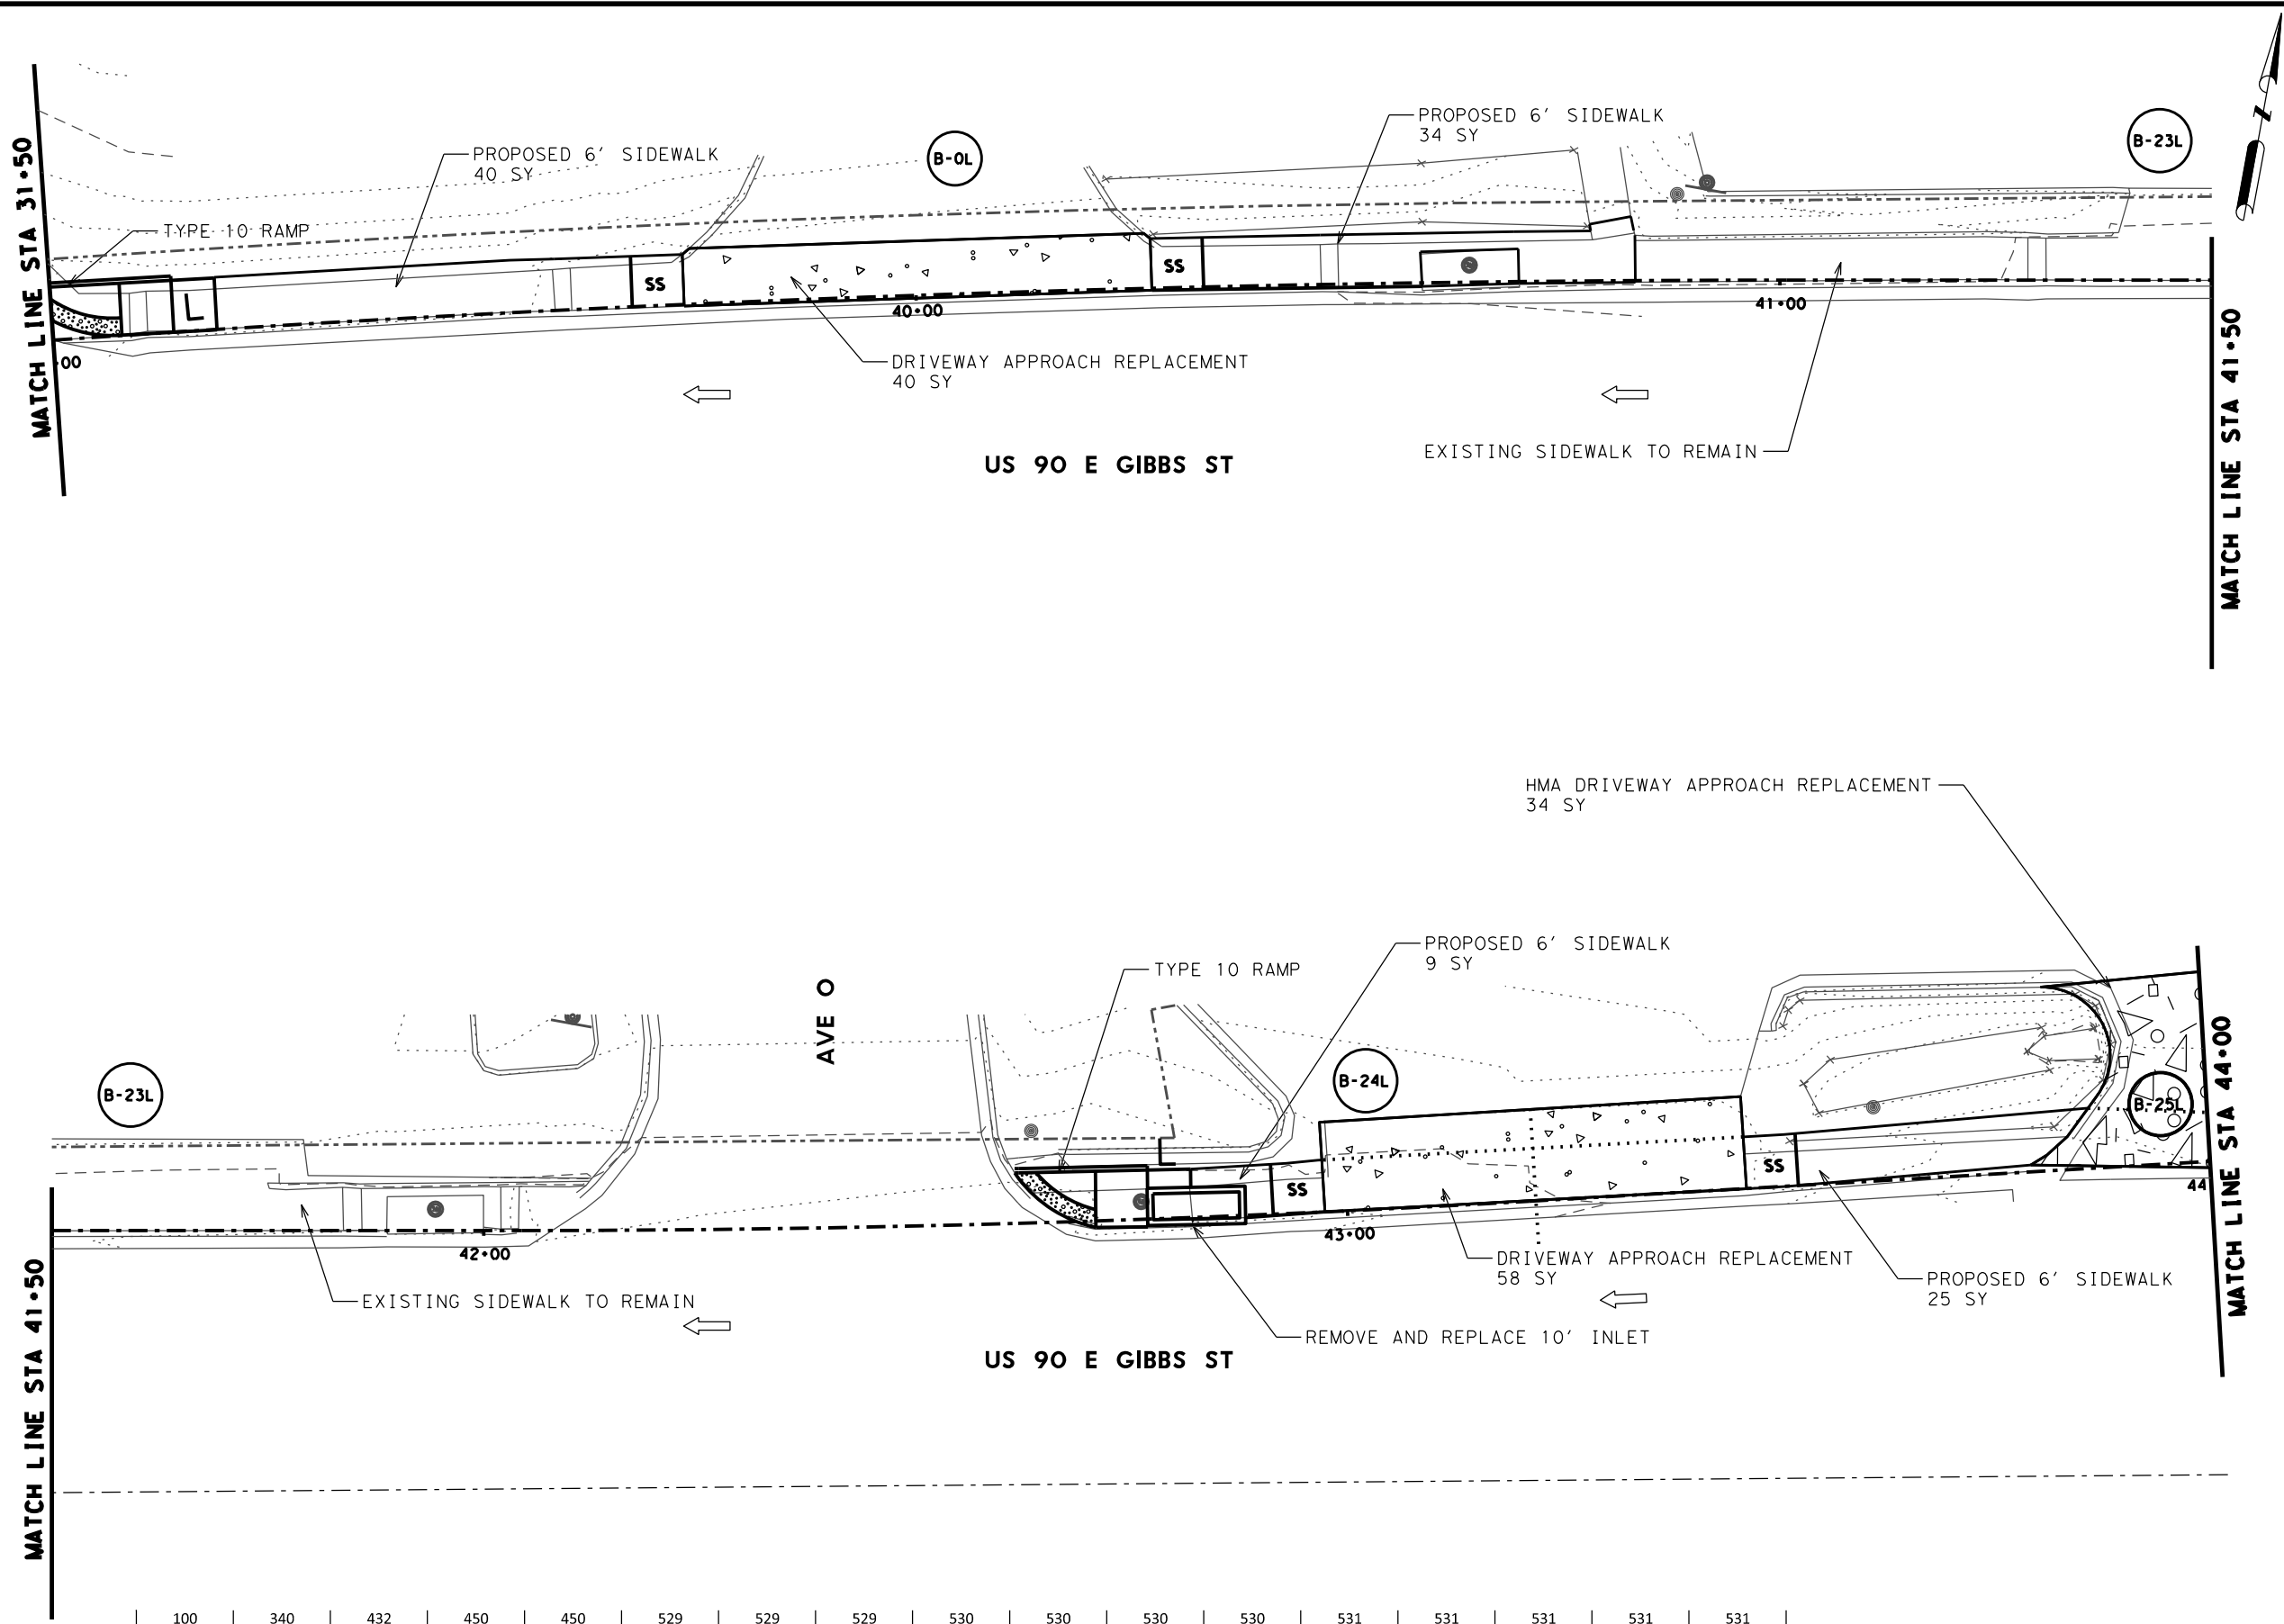 PROPOSED 6' SIDEWALK
34 SY
B-23L
B-0L
PROPOSED 6' SIDEWALK
40 SY
TYPE 10 RAMP
MATCH LINE STA 31+50
L
SS
SS
40+00
41+00
MATCH LINE STA 41+50
00
DRIVEWAY APPROACH REPLACEMENT
40 SY
EXISTING SIDEWALK TO REMAIN
US 90 E GIBBS ST
HMA DRIVEWAY APPROACH REPLACEMENT
34 SY
PROPOSED 6' SIDEWALK
9 SY
TYPE 10 RAMP
AVE O
B-23L
B-24L
B-25L
MATCH LINE STA 44+00
SS
SS
44
42+00
43+00
MATCH LINE STA 41+50
DRIVEWAY APPROACH REPLACEMENT
58 SY
PROPOSED 6' SIDEWALK
25 SY
EXISTING SIDEWALK TO REMAIN
REMOVE AND REPLACE 10' INLET
US 90 E GIBBS ST
100 340 432 450 450 529 529 529 530 530 530 530 531 531 531 531 531